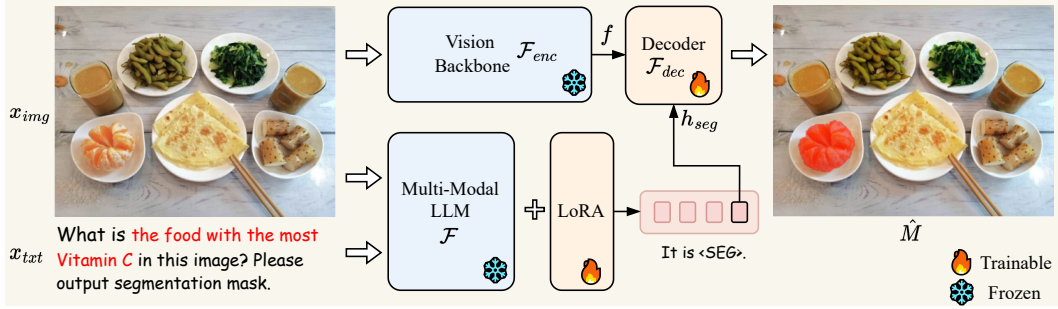 x_img
Vision
Backbone F_enc
f
Decoder
F_dec
h_seg
Multi-Modal
LLM
F
LoRA
x_txt
What is the food with the most
Vitamin C in this image? Please
output segmentation mask.
It is <SEG>.
M̂
Trainable
Frozen